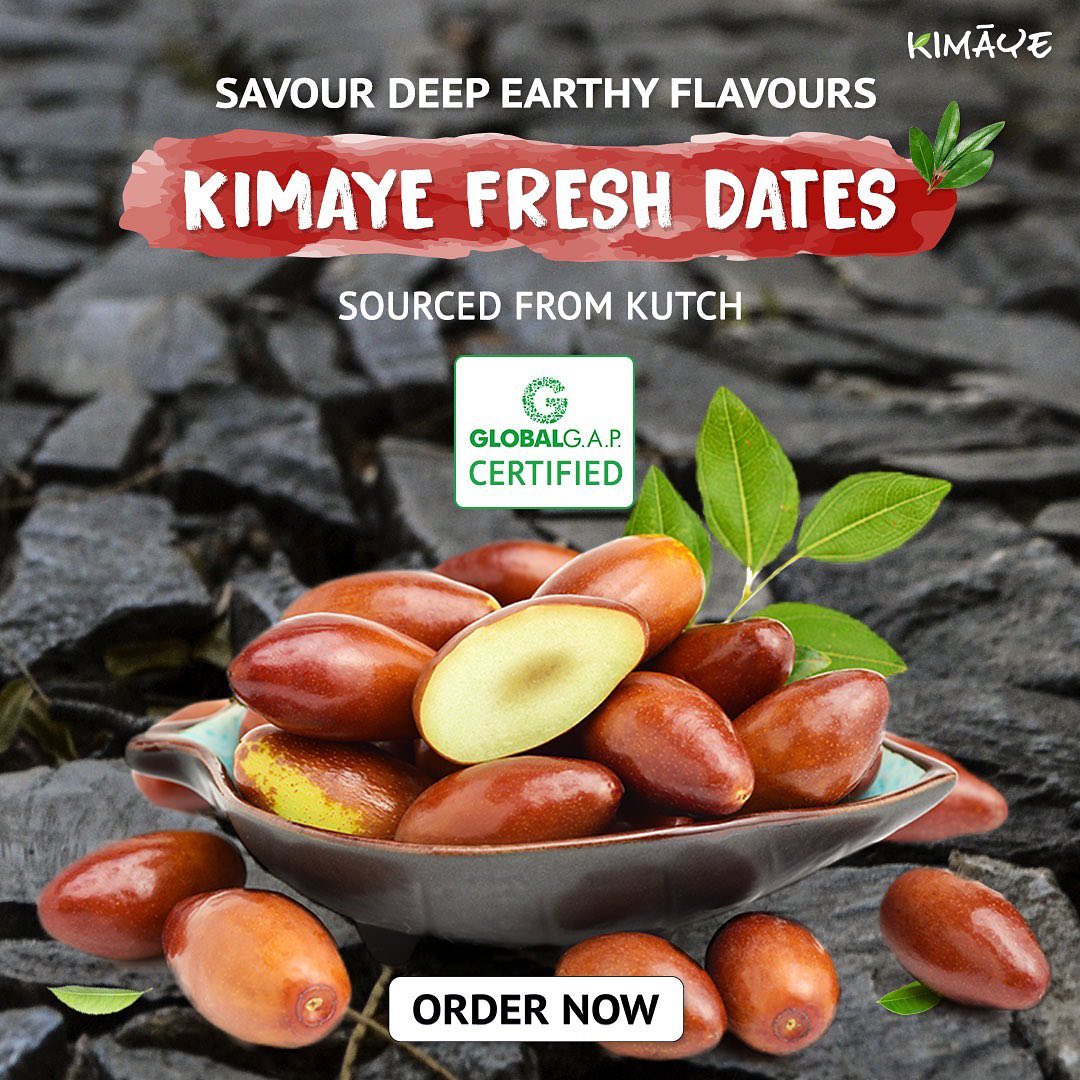 KIMĀYE
SAVOUR DEEP EARTHY FLAVOURS
KIMAYE FRESH DATES
SOURCED FROM KUTCH
G
GLOBALG.A.P.
CERTIFIED
ORDER NOW